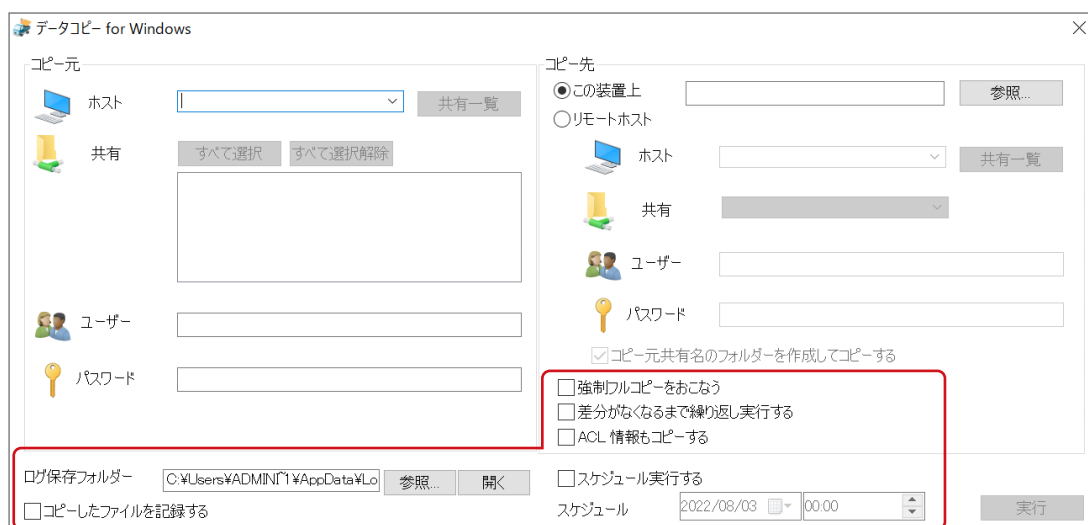 データコピー for Windows
コピー元
ホスト
共有一覧
共有
すべて選択
すべて選択解除
ユーザー
パスワード
コピー先
この装置上
参照...
リモートホスト
ホスト
共有一覧
共有
ユーザー
パスワード
コピー元共有名のフォルダーを作成してコピーする
強制フルコピーをおこなう
差分がなくなるまで繰り返し実行する
ACL 情報もコピーする
ログ保存フォルダー C:¥Users¥ADMINI~1¥AppData¥Lo 参照... 開く
コピーしたファイルを記録する
スケジュール実行する
スケジュール 2022/08/03 00:00
実行